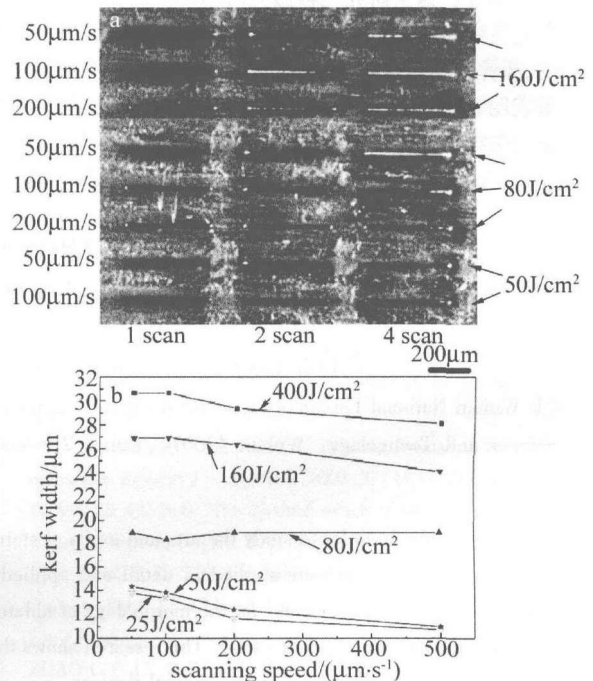 a
50μm/s
100μm/s
200μm/s
50μm/s
100μm/s
200μm/s
50μm/s
100μm/s
160J/cm²
80J/cm²
50J/cm²
1 scan 2 scan 4 scan
200μm
b
32
30
28
26
24
22
20
18
16
14
12
10
kerf width/μm
400J/cm²
160J/cm²
80J/cm²
50J/cm²
25J/cm²
0 100 200 300 400 500
scanning speed/(μm·s⁻¹)